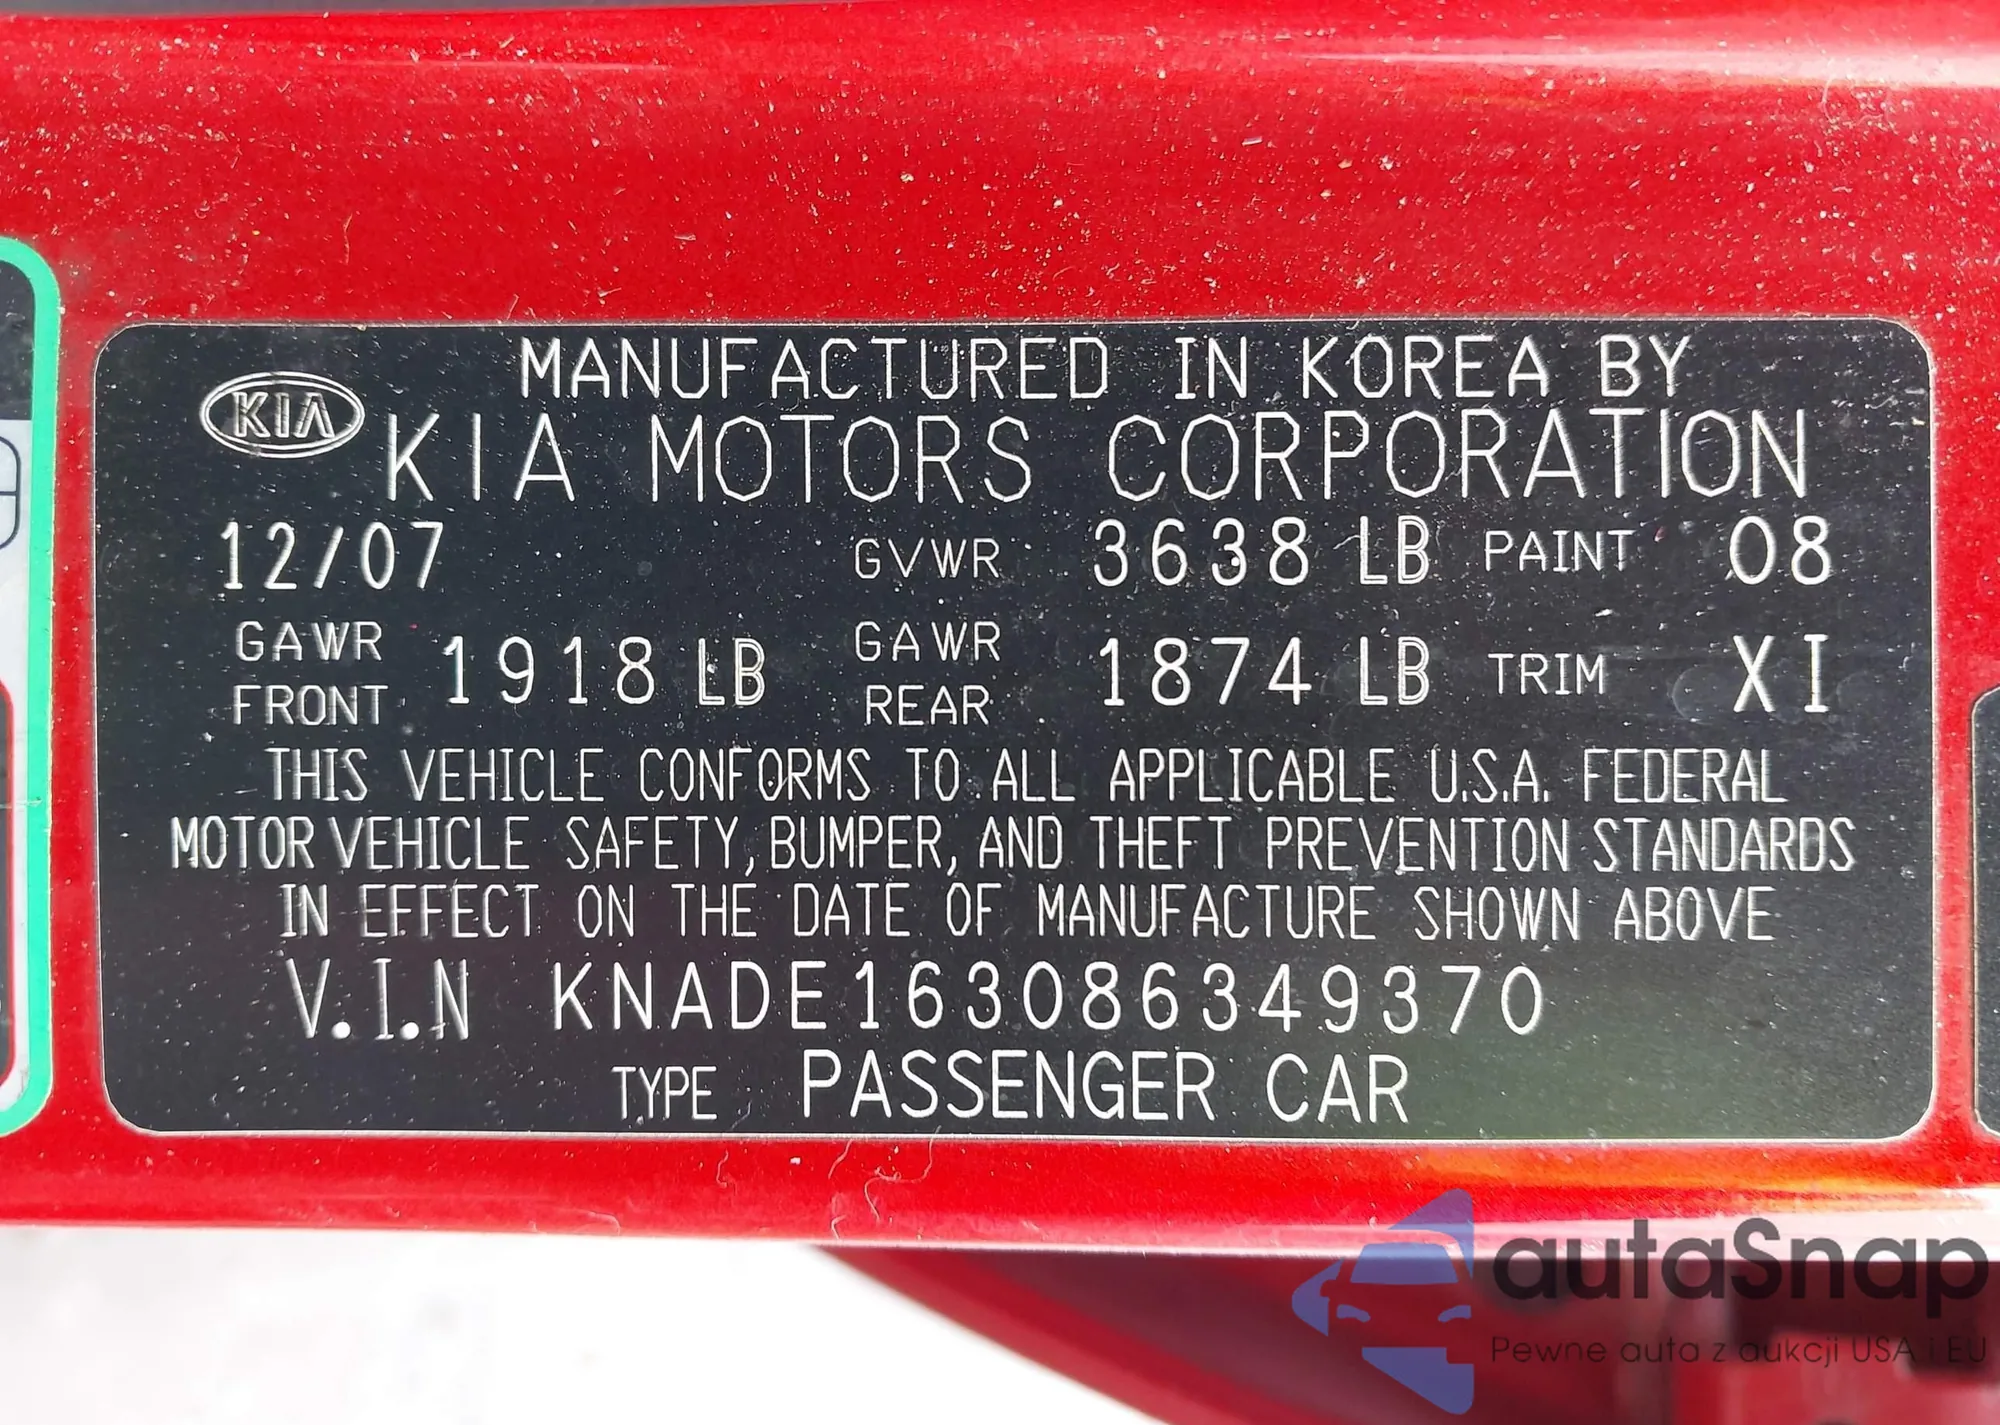 MANUFACTURED IN KOREA BY
KIA KIA MOTORS CORPORATION
12/07 GVWR 3638 LB PAINT 08
GAWR FRONT 1918 LB GAWR REAR 1874 LB TRIM XI
THIS VEHICLE CONFORMS TO ALL APPLICABLE U.S.A. FEDERAL
MOTOR VEHICLE SAFETY, BUMPER, AND THEFT PREVENTION STANDARDS
IN EFFECT ON THE DATE OF MANUFACTURE SHOWN ABOVE
V.I.N KNADE163086349370
TYPE PASSENGER CAR
autaSnap
Pewne auta z aukcji USA i EU